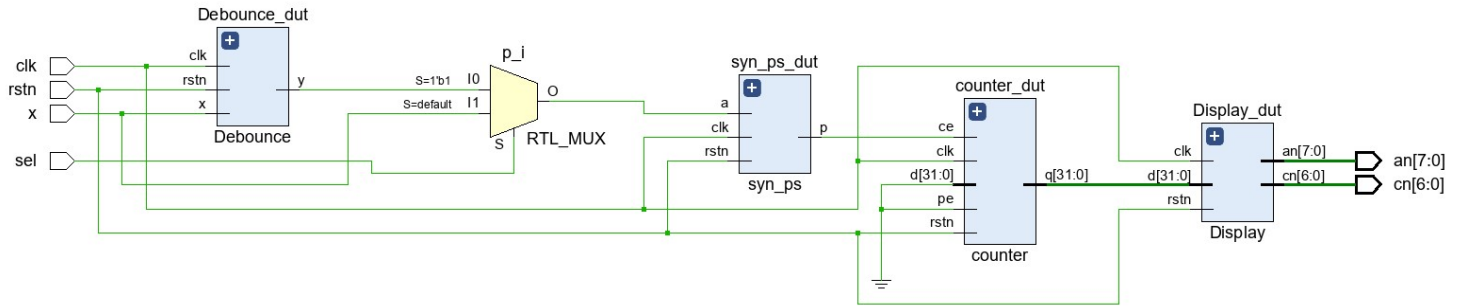 clk
rstn
x
sel
Debounce_dut
clk
rstn
x
y
Debounce
p_i
S=1'b1 I0
S=default I1
O
S
RTL_MUX
syn_ps_dut
a
clk
rstn
p
syn_ps
counter_dut
ce
clk
d[31:0]
pe
rstn
q[31:0]
counter
Display_dut
clk
d[31:0]
rstn
an[7:0]
cn[6:0]
Display
an[7:0]
cn[6:0]